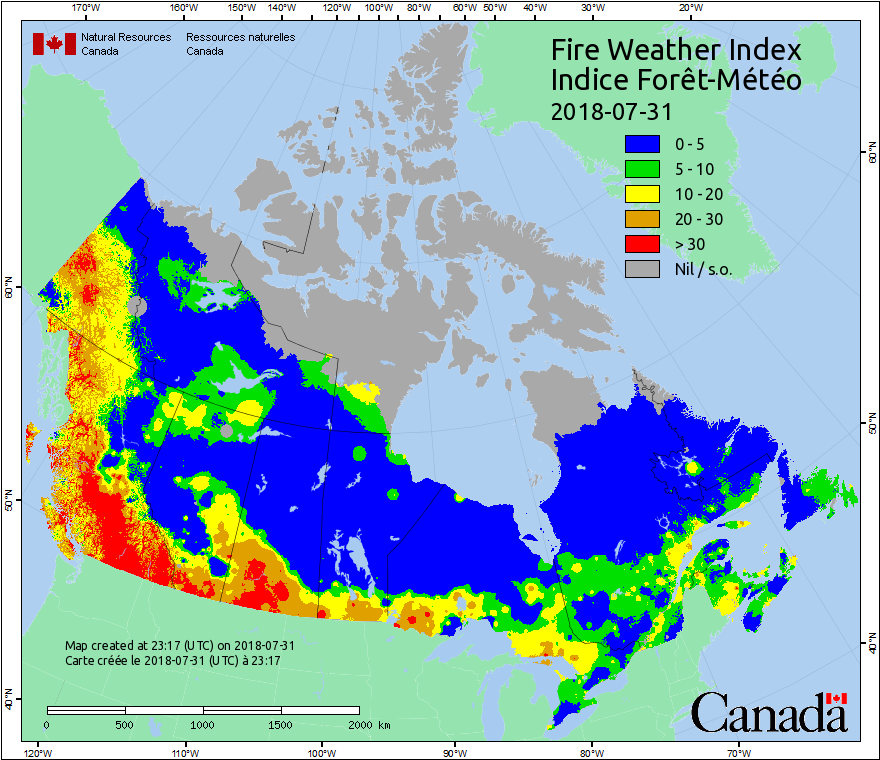 170°W 160°W 150°W 140°W 120°W 100°W 80°W 60°W 50°W 40°W 30°W 20°W
Natural Resources Ressources naturelles
Canada Canada
Fire Weather Index
Indice Forêt-Météo
2018-07-31
0 - 5
5 - 10
10 - 20
20 - 30
> 30
Nil / s.o.
60°N 60°N
50°N 50°N
40°N 40°N
Map created at 23:17 (UTC) on 2018-07-31
Carte créée le 2018-07-31 (UTC) à 23:17
0 500 1000 1500 2000 km
Canada
120°W 110°W 100°W 90°W 80°W 70°W